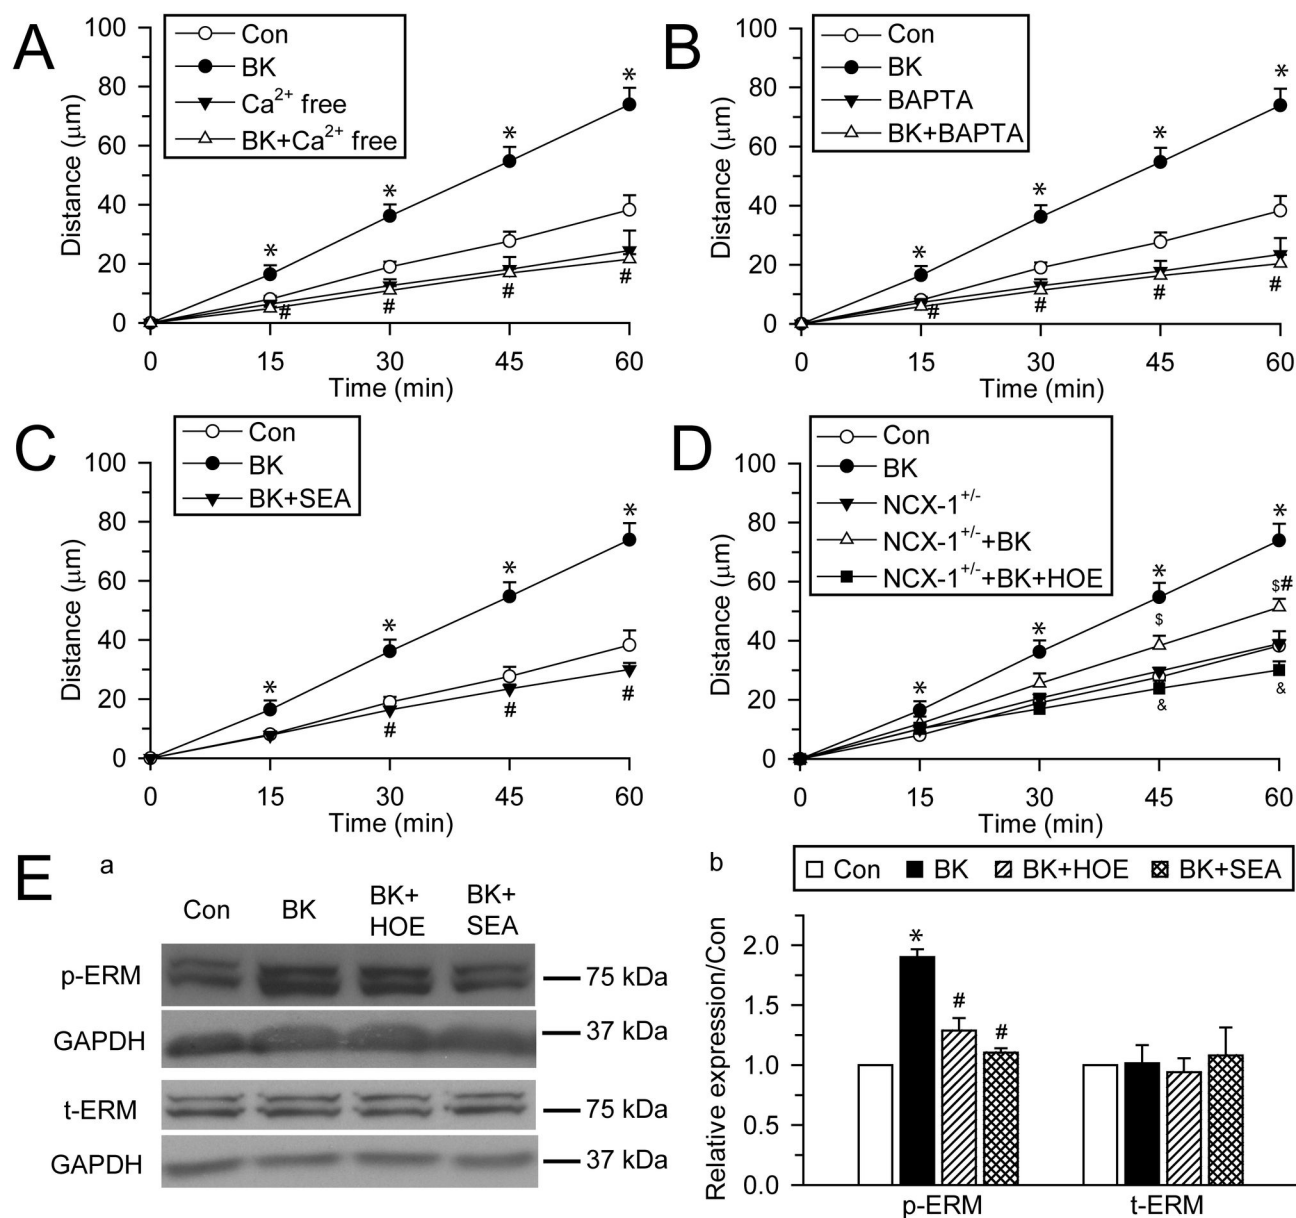 A
Con
BK
Ca²⁺ free
BK+Ca²⁺ free
Distance (μm)
100
80
60
40
20
0
* * * *
# # # #
0 15 30 45 60
Time (min)
B
Con
BK
BAPTA
BK+BAPTA
Distance (μm)
100
80
60
40
20
0
* * * *
# # # #
0 15 30 45 60
Time (min)
C
Con
BK
BK+SEA
Distance (μm)
100
80
60
40
20
0
* * * *
# # #
0 15 30 45 60
Time (min)
D
Con
BK
NCX-1⁺/⁻
NCX-1⁺/⁻+BK
NCX-1⁺/⁻+BK+HOE
Distance (μm)
100
80
60
40
20
0
* * * *
$ $#
& &
0 15 30 45 60
Time (min)
E
a
Con BK BK+ HOE BK+ SEA
p-ERM 75 kDa
GAPDH 37 kDa
t-ERM 75 kDa
GAPDH 37 kDa
b
Con BK BK+HOE BK+SEA
Relative expression/Con
2.0
1.5
1.0
0.5
0.0
* # #
p-ERM t-ERM